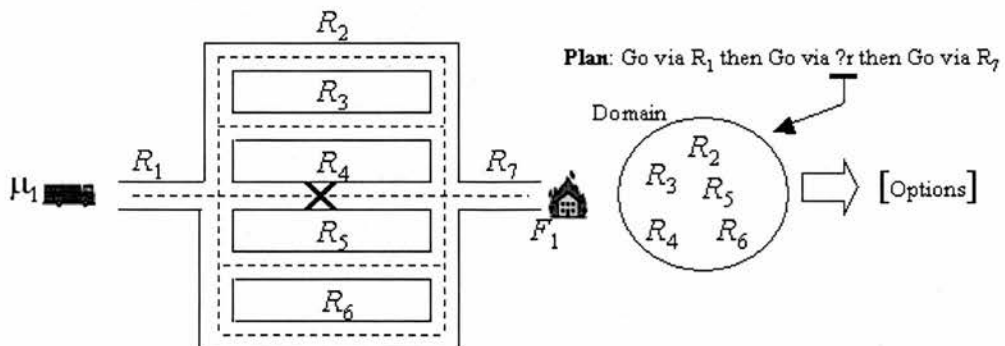 R2
Plan: Go via R1 then Go via ?r then Go via R7
R3
Domain
R1
R4
R7
R2
μ1
R3
R5
[Options]
R5
F1
R4
R6
R6